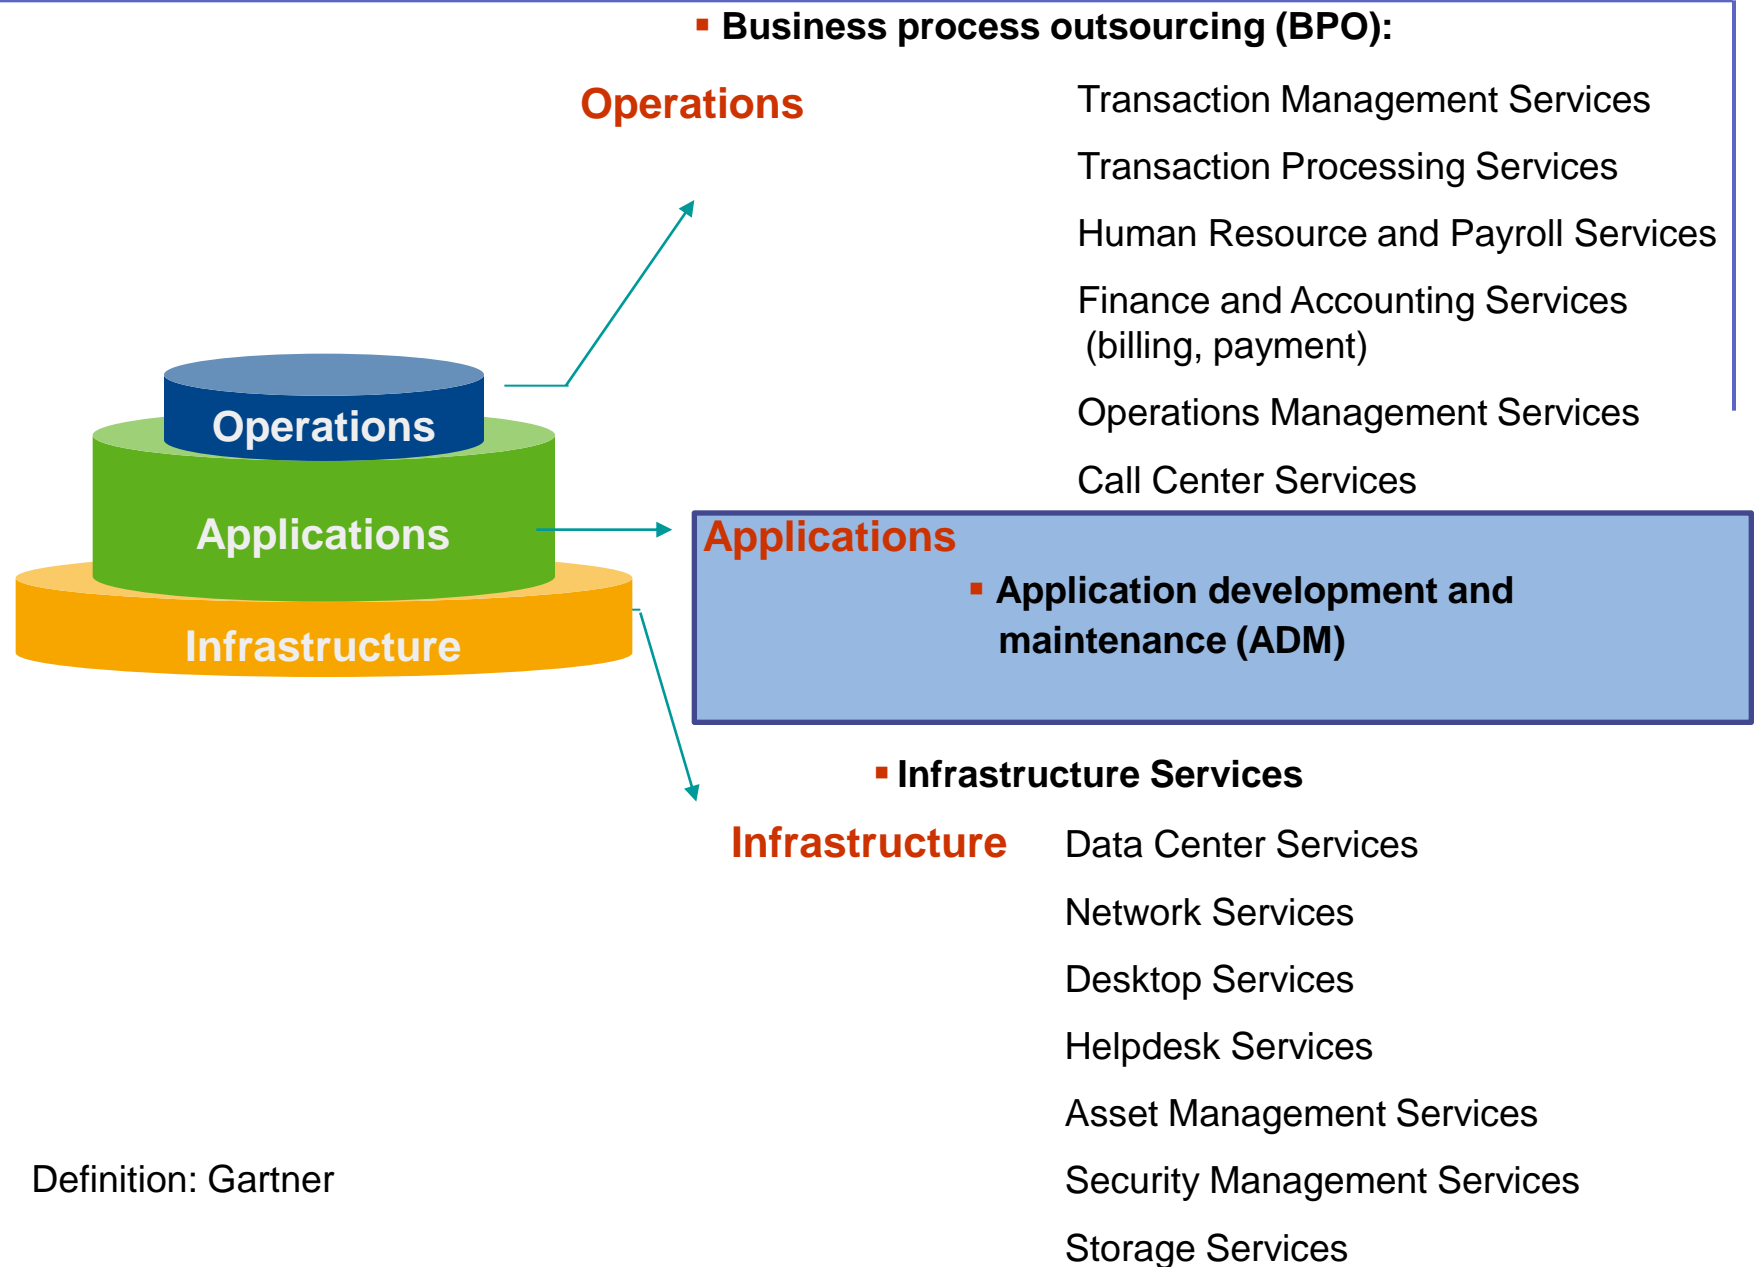 ▪ Business process outsourcing (BPO):
Operations
Transaction Management Services
Transaction Processing Services
Human Resource and Payroll Services
Finance and Accounting Services
(billing, payment)
Operations Management Services
Call Center Services
Operations
Applications
Infrastructure
Applications
▪ Application development and
maintenance (ADM)
▪ Infrastructure Services
Infrastructure
Data Center Services
Network Services
Desktop Services
Helpdesk Services
Asset Management Services
Security Management Services
Storage Services
Definition: Gartner